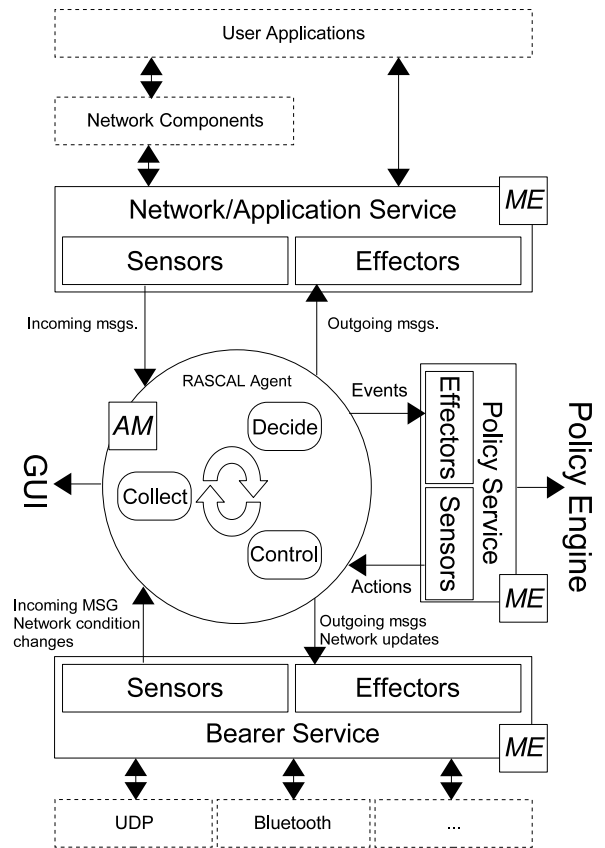 User Applications
Network Components
Network/Application Service
ME
Sensors
Effectors
Incoming msgs.
Outgoing msgs.
RASCAL Agent
AM
Decide
Collect
Control
Events
Actions
Effectors
Sensors
Policy Service
ME
Policy Engine
GUI
Incoming MSG
Network condition
changes
Outgoing msgs
Network updates
Sensors
Effectors
Bearer Service
ME
UDP
Bluetooth
...